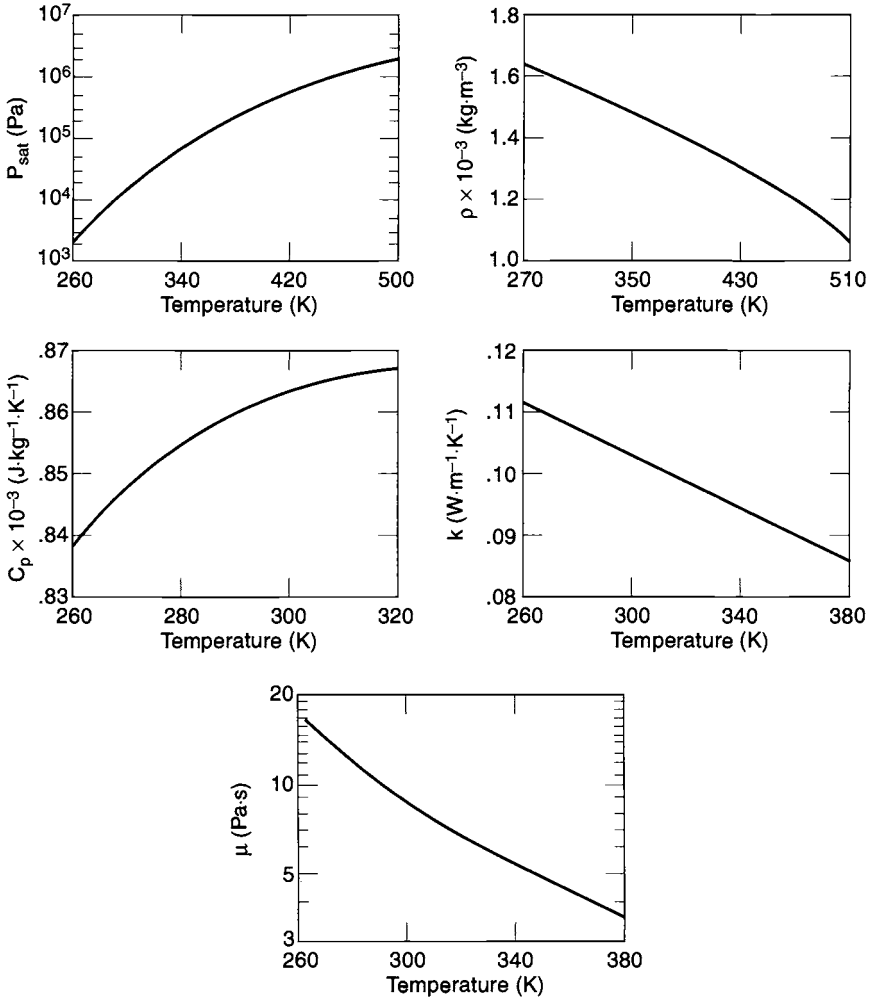 10⁷
10⁶
10⁵
10⁴
10³
P_sat (Pa)
260 340 420 500
Temperature (K)
1.8
1.6
1.4
1.2
1.0
ρ × 10⁻³ (kg·m⁻³)
270 350 430 510
Temperature (K)
.87
.86
.85
.84
.83
C_p × 10⁻³ (J·kg⁻¹·K⁻¹)
260 280 300 320
Temperature (K)
.12
.11
.10
.09
.08
k (W·m⁻¹·K⁻¹)
260 300 340 380
Temperature (K)
20
10
5
3
μ (Pa·s)
260 300 340 380
Temperature (K)